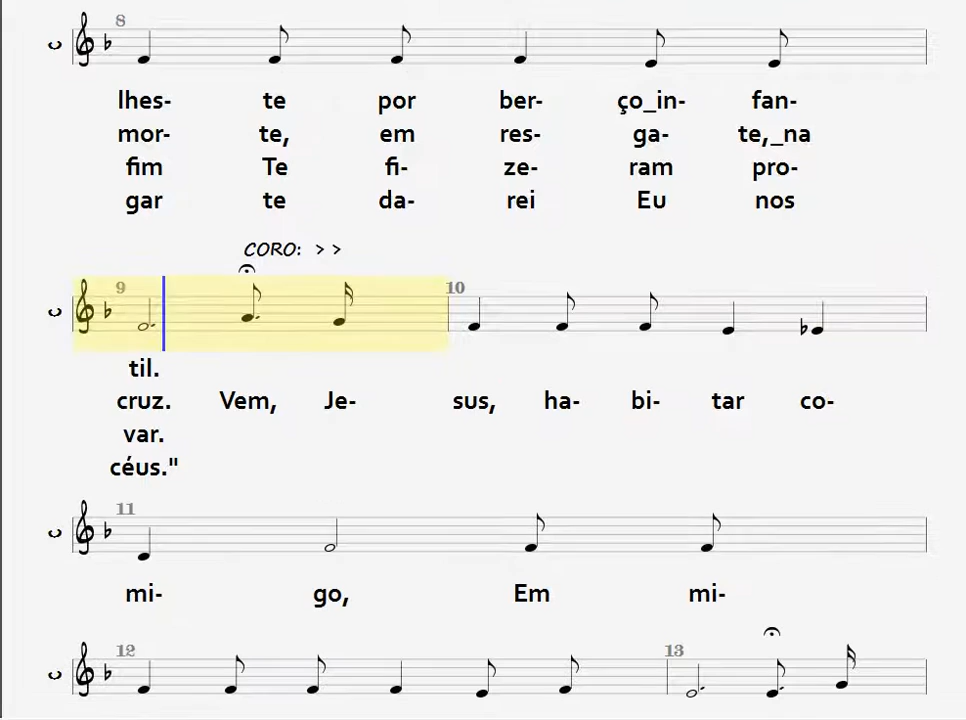 8
lhes- te por ber- ço_in- fan-
mor- te, em res- ga- te,_na
fim Te fi- ze- ram pro-
gar te da- rei Eu nos
CORO: > >
9 10
til.
cruz. Vem, Je- sus, ha- bi- tar co-
var.
céus."
11
mi- go, Em mi-
12 13